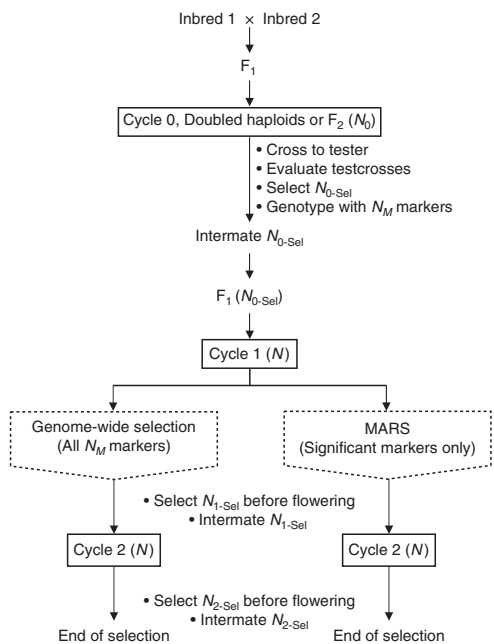 Inbred 1 × Inbred 2
F1
Cycle 0, Doubled haploids or F2 (N0)
• Cross to tester
• Evaluate testcrosses
• Select N0-Sel
• Genotype with NM markers
Intermate N0-Sel
F1 (N0-Sel)
Cycle 1 (N)
Genome-wide selection
(All NM markers)
MARS
(Significant markers only)
• Select N1-Sel before flowering
• Intermate N1-Sel
Cycle 2 (N)
Cycle 2 (N)
• Select N2-Sel before flowering
• Intermate N2-Sel
End of selection
End of selection